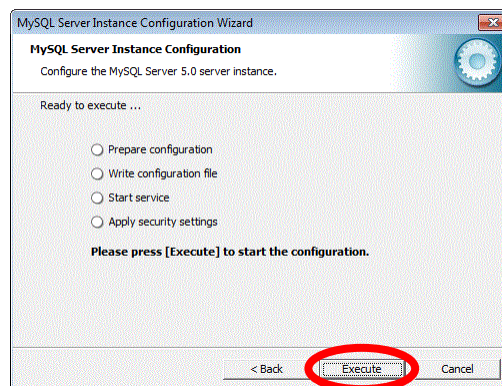 MySQL Server Instance Configuration Wizard
MySQL Server Instance Configuration
Configure the MySQL Server 5.0 server instance.
Ready to execute ...
Prepare configuration
Write configuration file
Start service
Apply security settings
Please press [Execute] to start the configuration.
< Back Execute Cancel